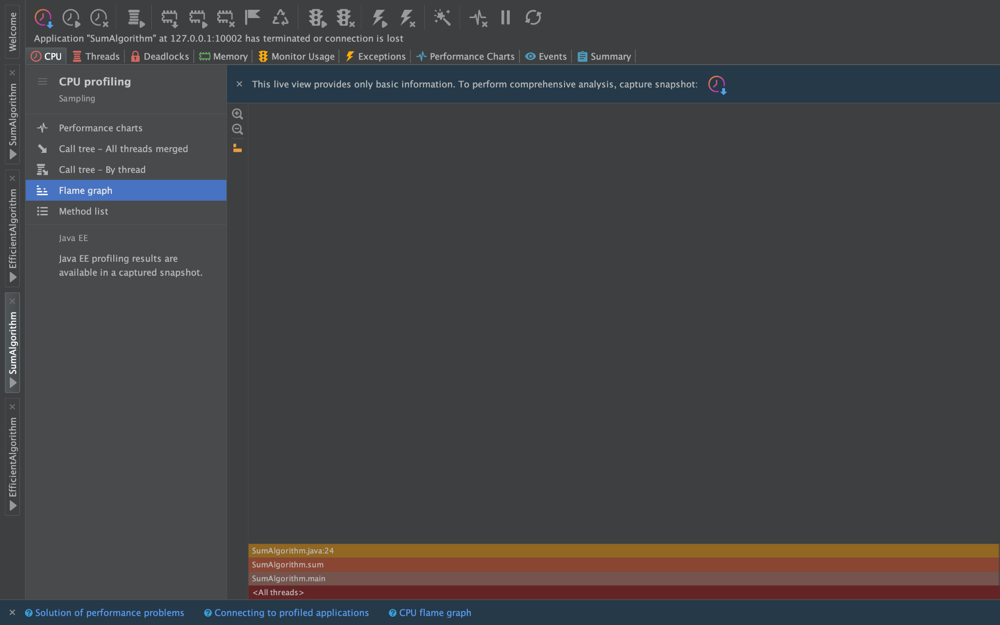 Welcome
SumAlgorithm
EfficientAlgorithm
SumAlgorithm
EfficientAlgorithm
Application "SumAlgorithm" at 127.0.0.1:10002 has terminated or connection is lost
CPU Threads Deadlocks Memory Monitor Usage Exceptions Performance Charts Events Summary
CPU profiling
Sampling
Performance charts
Call tree – All threads merged
Call tree – By thread
Flame graph
Method list
Java EE
Java EE profiling results are
available in a captured snapshot.
This live view provides only basic information. To perform comprehensive analysis, capture snapshot:
SumAlgorithm.java:24
SumAlgorithm.sum
SumAlgorithm.main
<All threads>
Solution of performance problems Connecting to profiled applications CPU flame graph